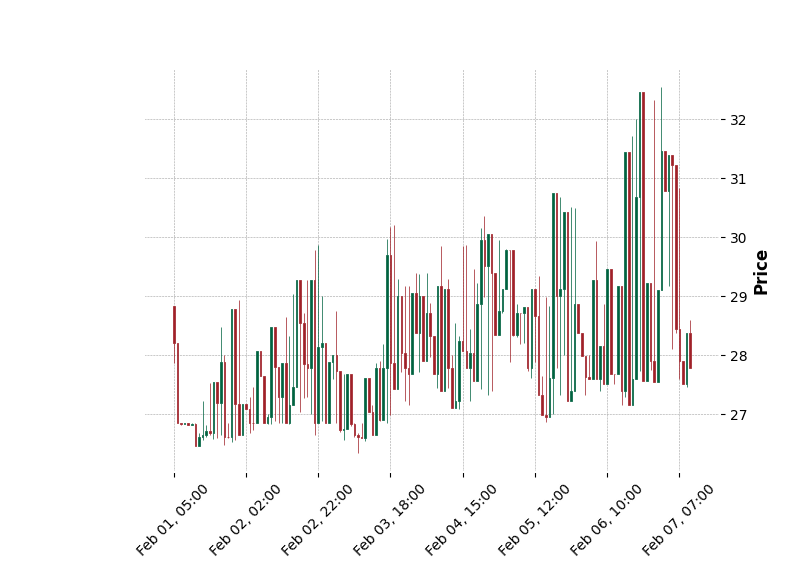 32
31
30
29
28
27
Price
Feb 01, 05:00
Feb 02, 02:00
Feb 02, 22:00
Feb 03, 18:00
Feb 04, 15:00
Feb 05, 12:00
Feb 06, 10:00
Feb 07, 07:00